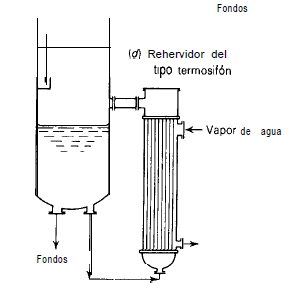 Fondos
(d) Rehervidor del
tipo termosifón
Vapor de agua
Fondos